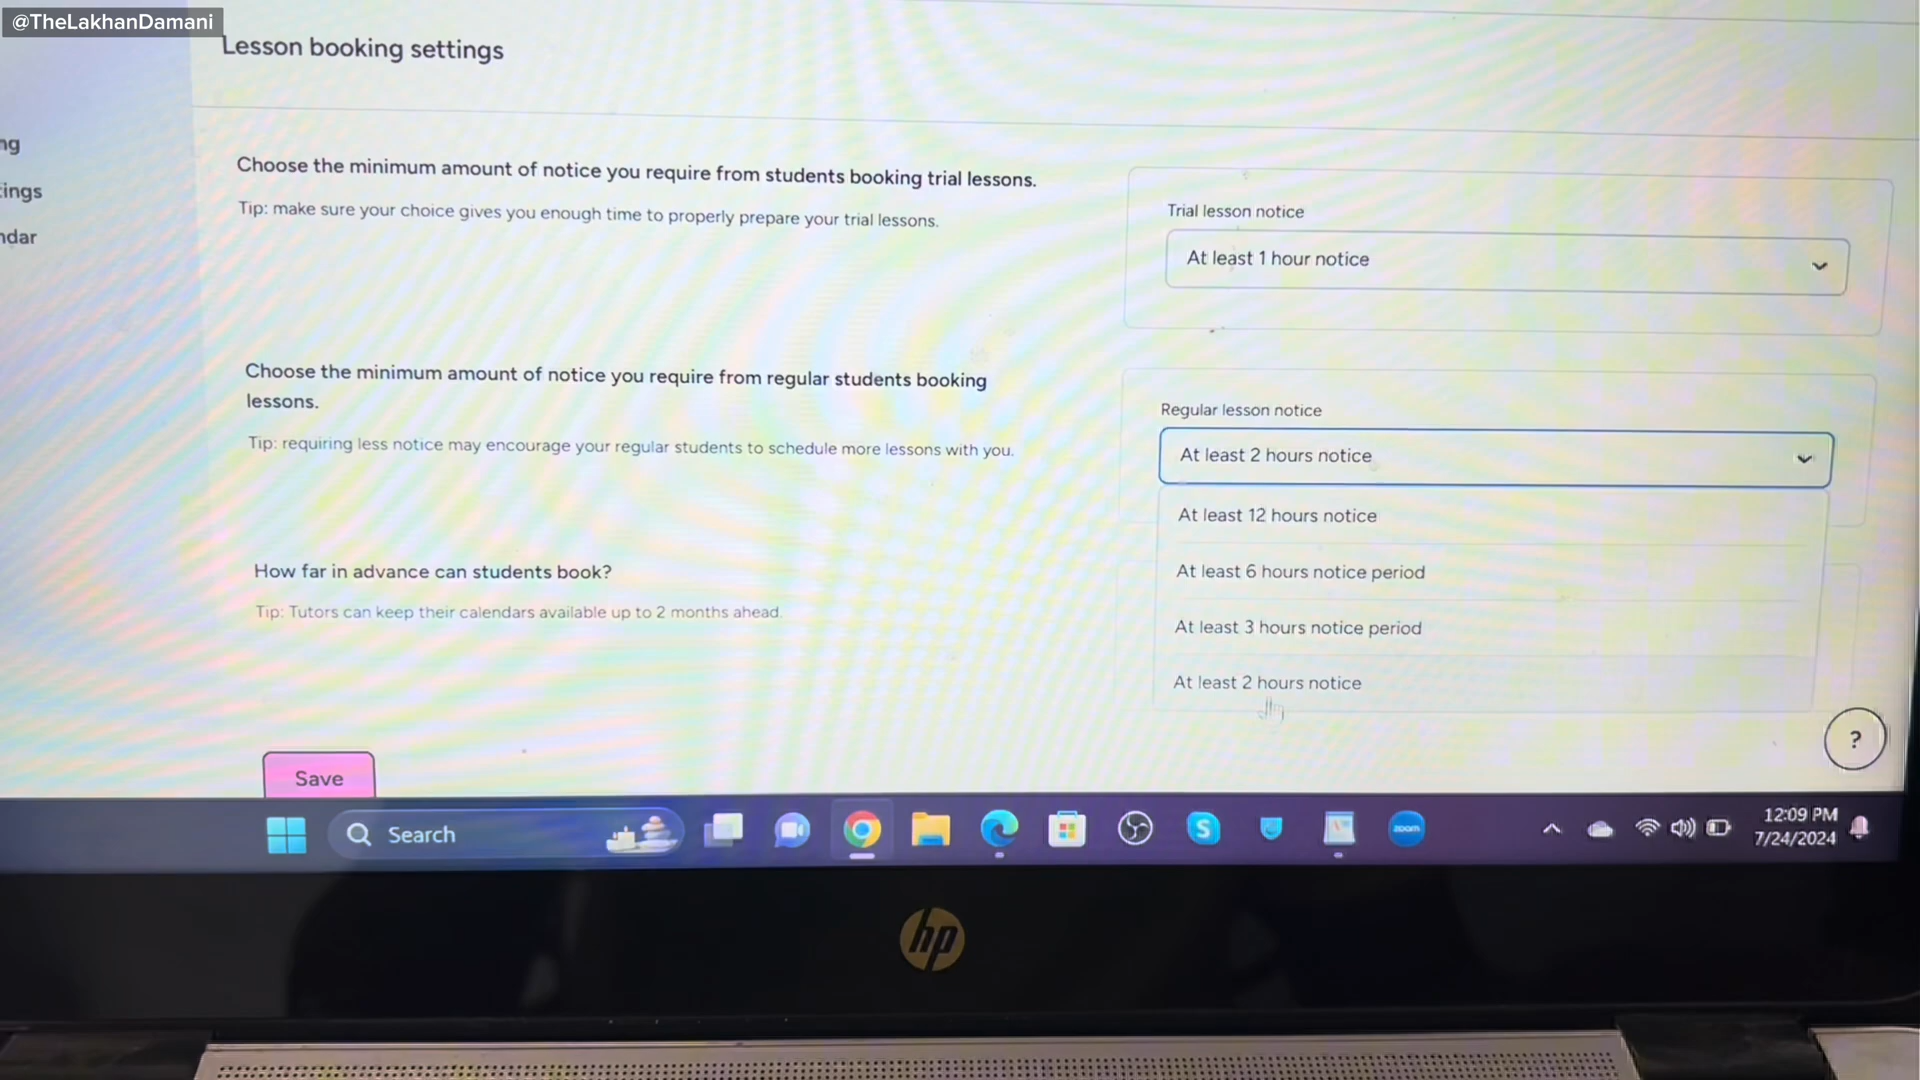 @TheLakhanDamani
Lesson booking settings
ng
ings
ndar
Choose the minimum amount of notice you require from students booking trial lessons.
Tip: make sure your choice gives you enough time to properly prepare your trial lessons.
Trial lesson notice
At least 1 hour notice
Choose the minimum amount of notice you require from regular students booking
lessons.
Tip: requiring less notice may encourage your regular students to schedule more lessons with you.
Regular lesson notice
At least 2 hours notice
At least 12 hours notice
At least 6 hours notice period
At least 3 hours notice period
At least 2 hours notice
How far in advance can students book?
Tip: Tutors can keep their calendars available up to 2 months ahead.
?
Save
Search
S
zoom
12:09 PM
7/24/2024
hp